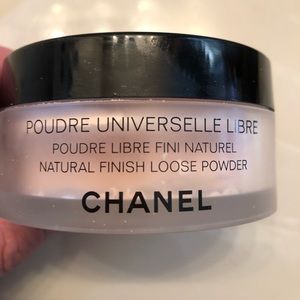 POUDRE UNIVERSELLE LIBRE
POUDRE LIBRE FINI NATUREL
NATURAL FINISH LOOSE POWDER
CHANEL